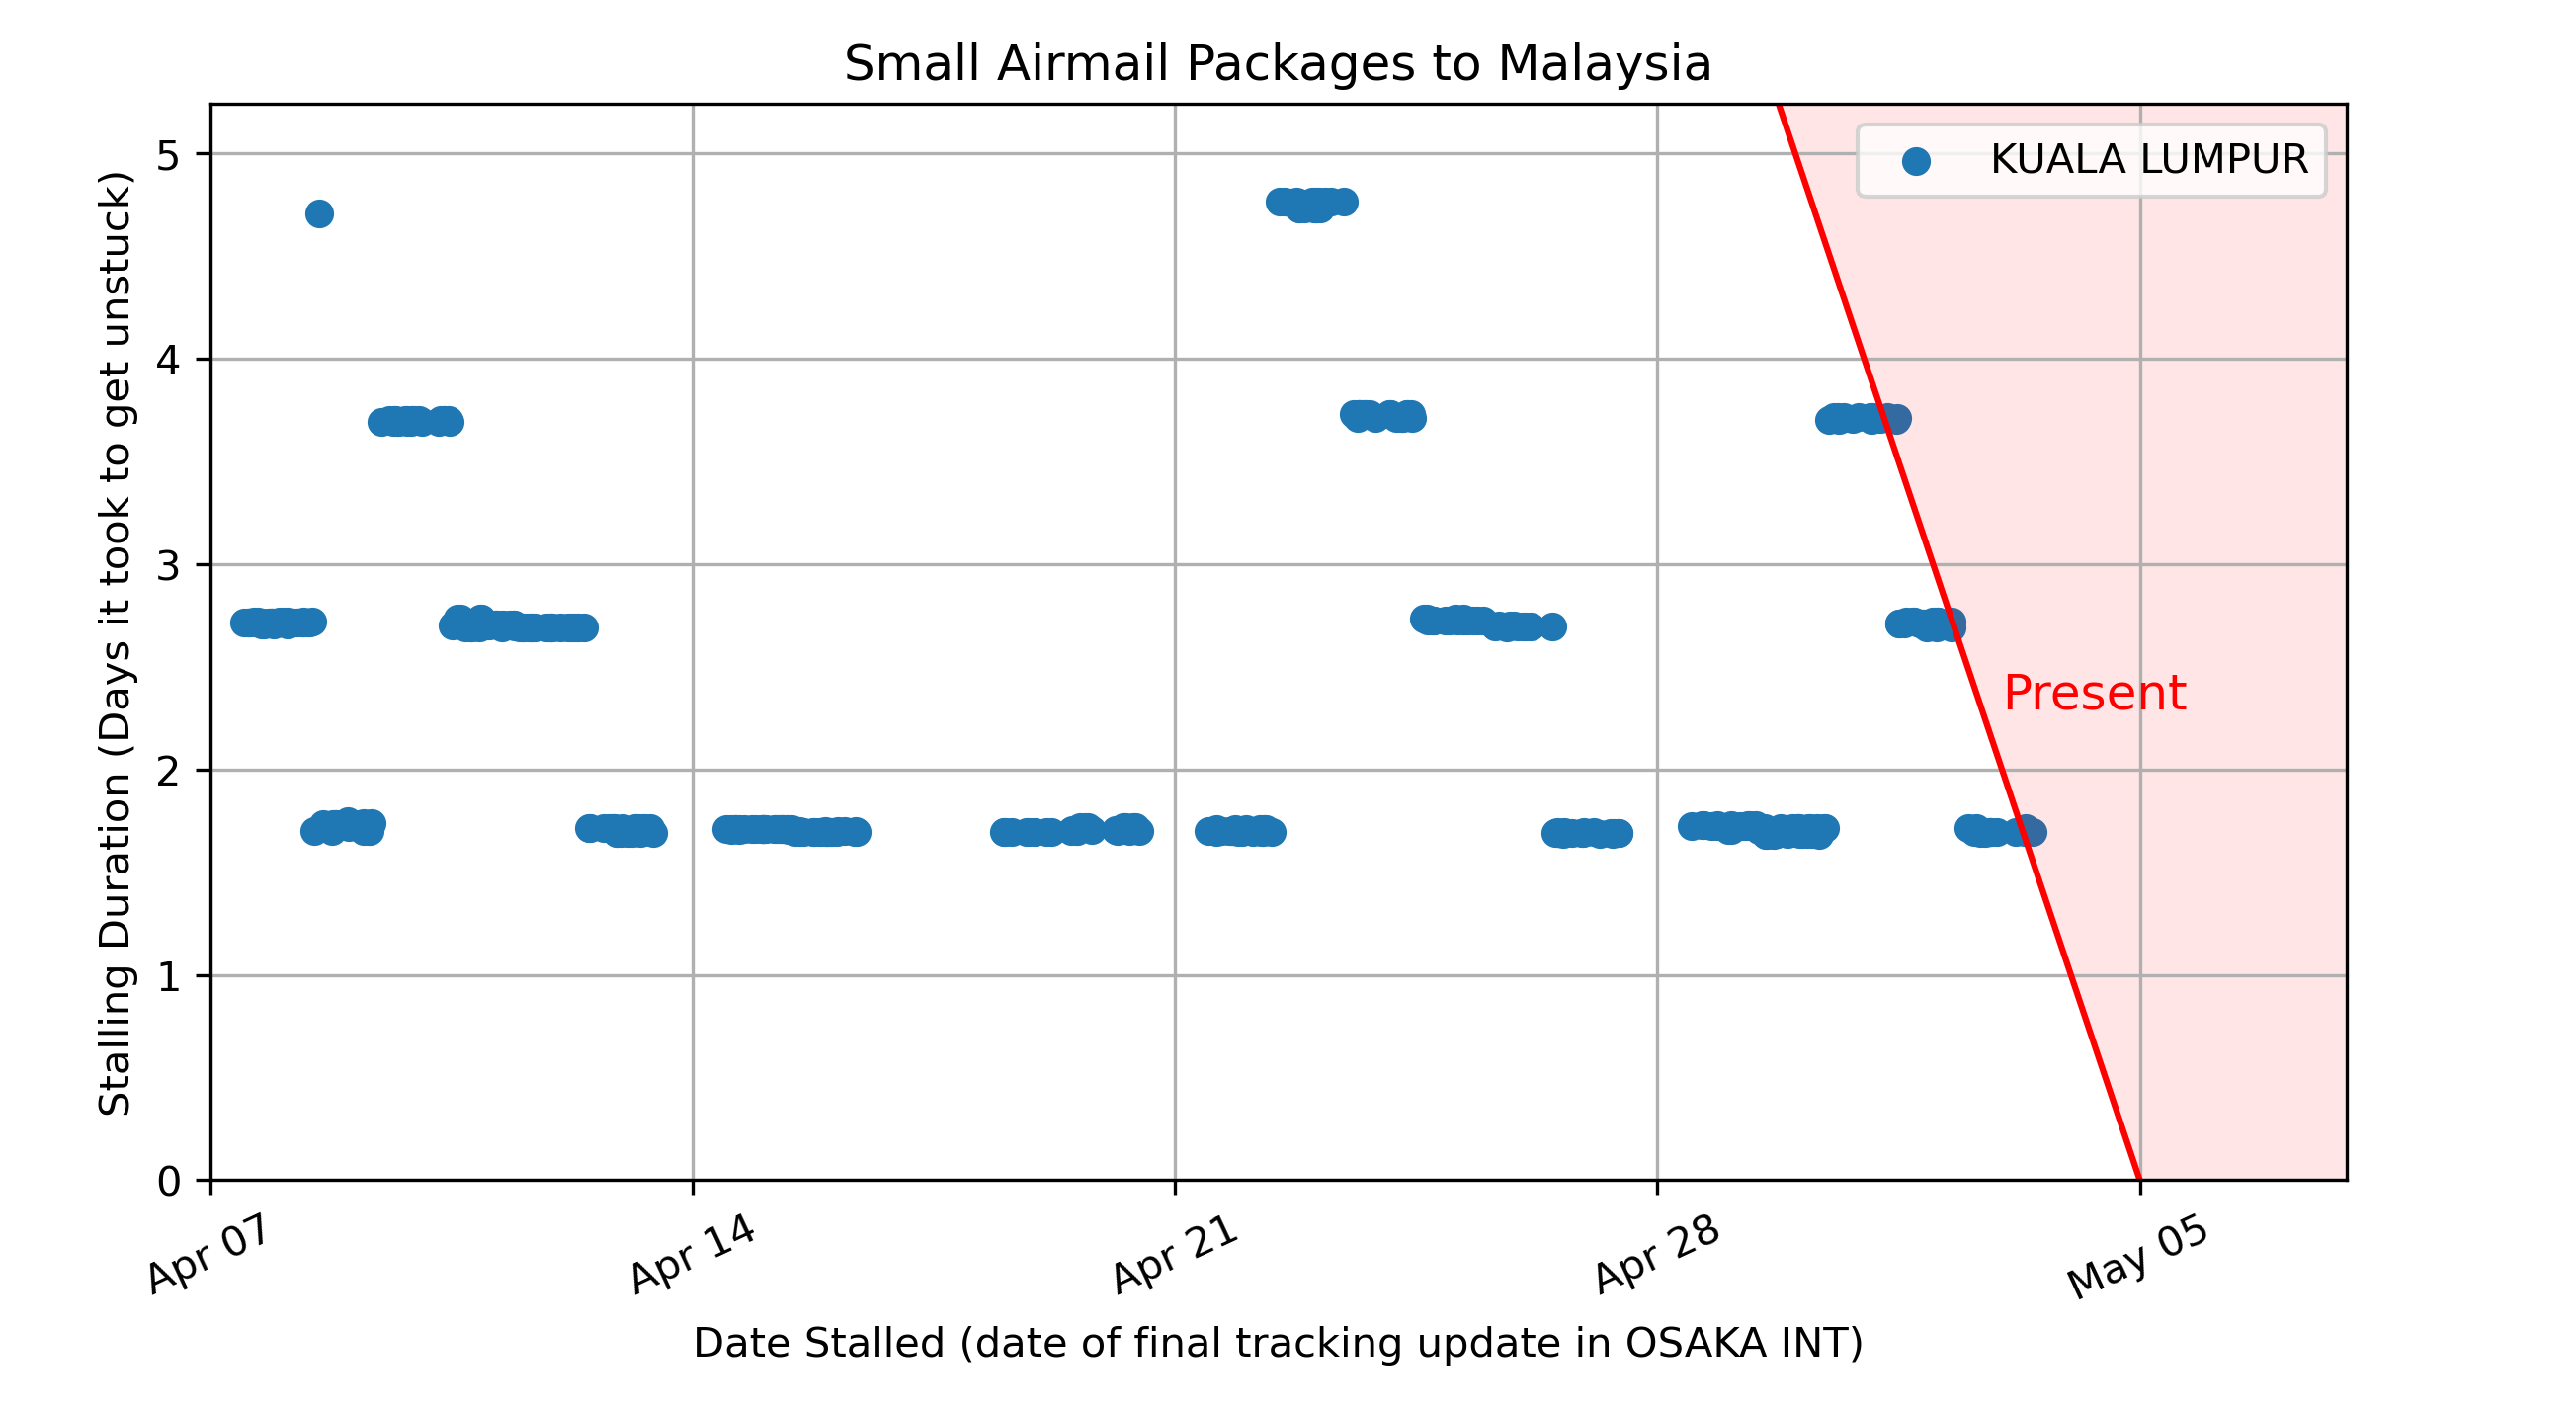 Small Airmail Packages to Malaysia
Stalling Duration (Days it took to get unstuck)
5
4
3
2
1
0
KUALA LUMPUR
Present
Apr 07
Apr 14
Apr 21
Apr 28
May 05
Date Stalled (date of final tracking update in OSAKA INT)